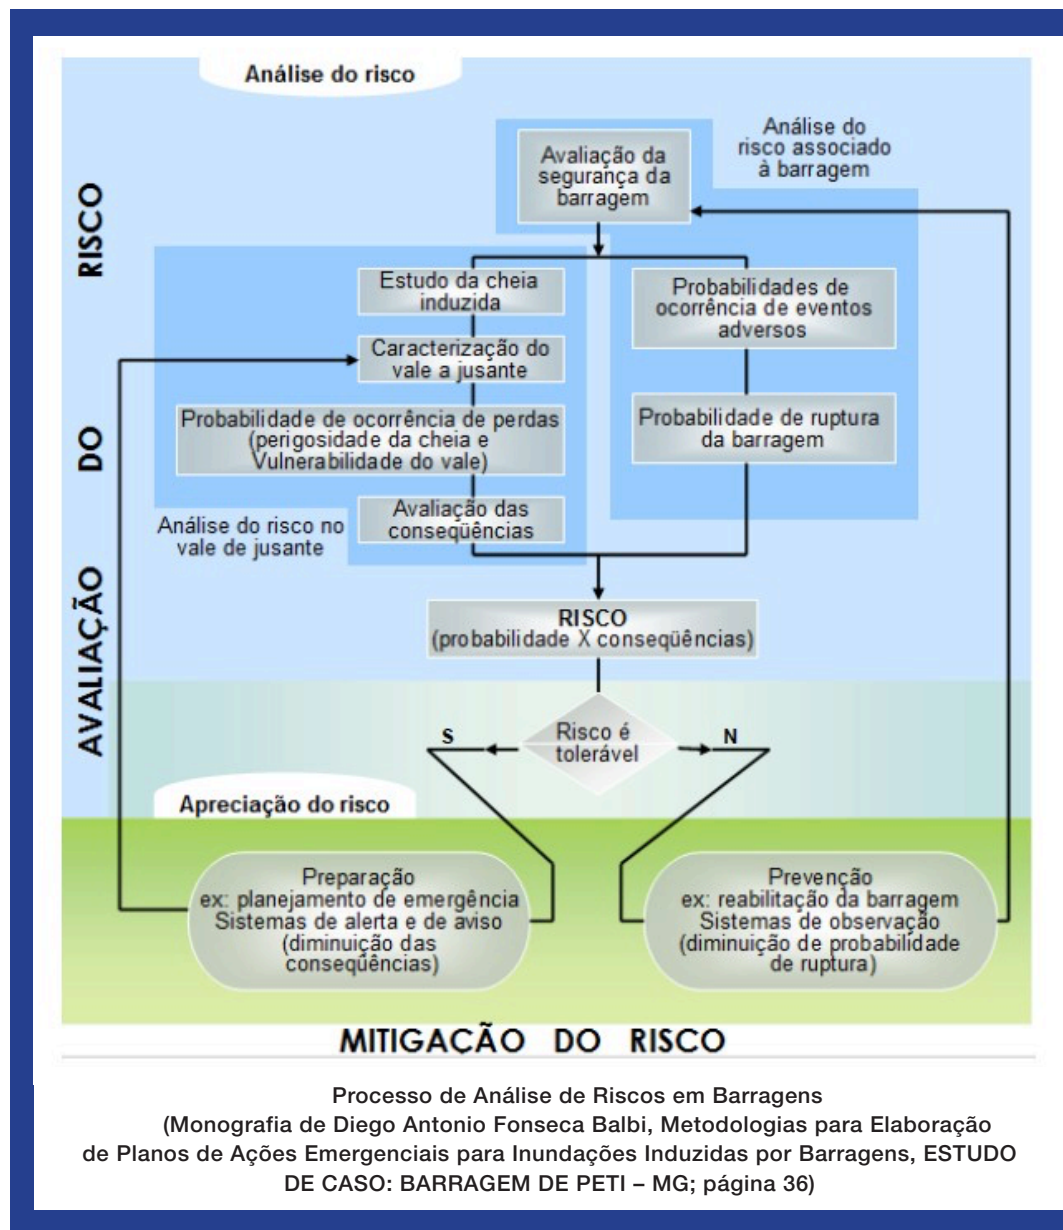 Análise do risco
Análise do
risco associado
à barragem
Avaliação da
segurança da
barragem
Estudo da cheia
induzida
Caracterização do
vale a jusante
Probabilidade de ocorrência de perdas
(perigosidade da cheia e
Vulnerabilidade do vale)
Avaliação das
conseqüências
Análise do risco no
vale de jusante
Probabilidades de
ocorrência de eventos
adversos
Probabilidade de ruptura
da barragem
RISCO
(probabilidade X conseqüências)
Risco é
tolerável
S
N
AVALIAÇÃO DO RISCO
Apreciação do risco
Preparação
ex: planejamento de emergência
Sistemas de alerta e de aviso
(diminuição das
conseqüências)
Prevenção
ex: reabilitação da barragem
Sistemas de observação
(diminuição de probabilidade
de ruptura)
MITIGAÇÃO DO RISCO
Processo de Análise de Riscos em Barragens
(Monografia de Diego Antonio Fonseca Balbi, Metodologias para Elaboração
de Planos de Ações Emergenciais para Inundações Induzidas por Barragens, ESTUDO
DE CASO: BARRAGEM DE PETI – MG; página 36)